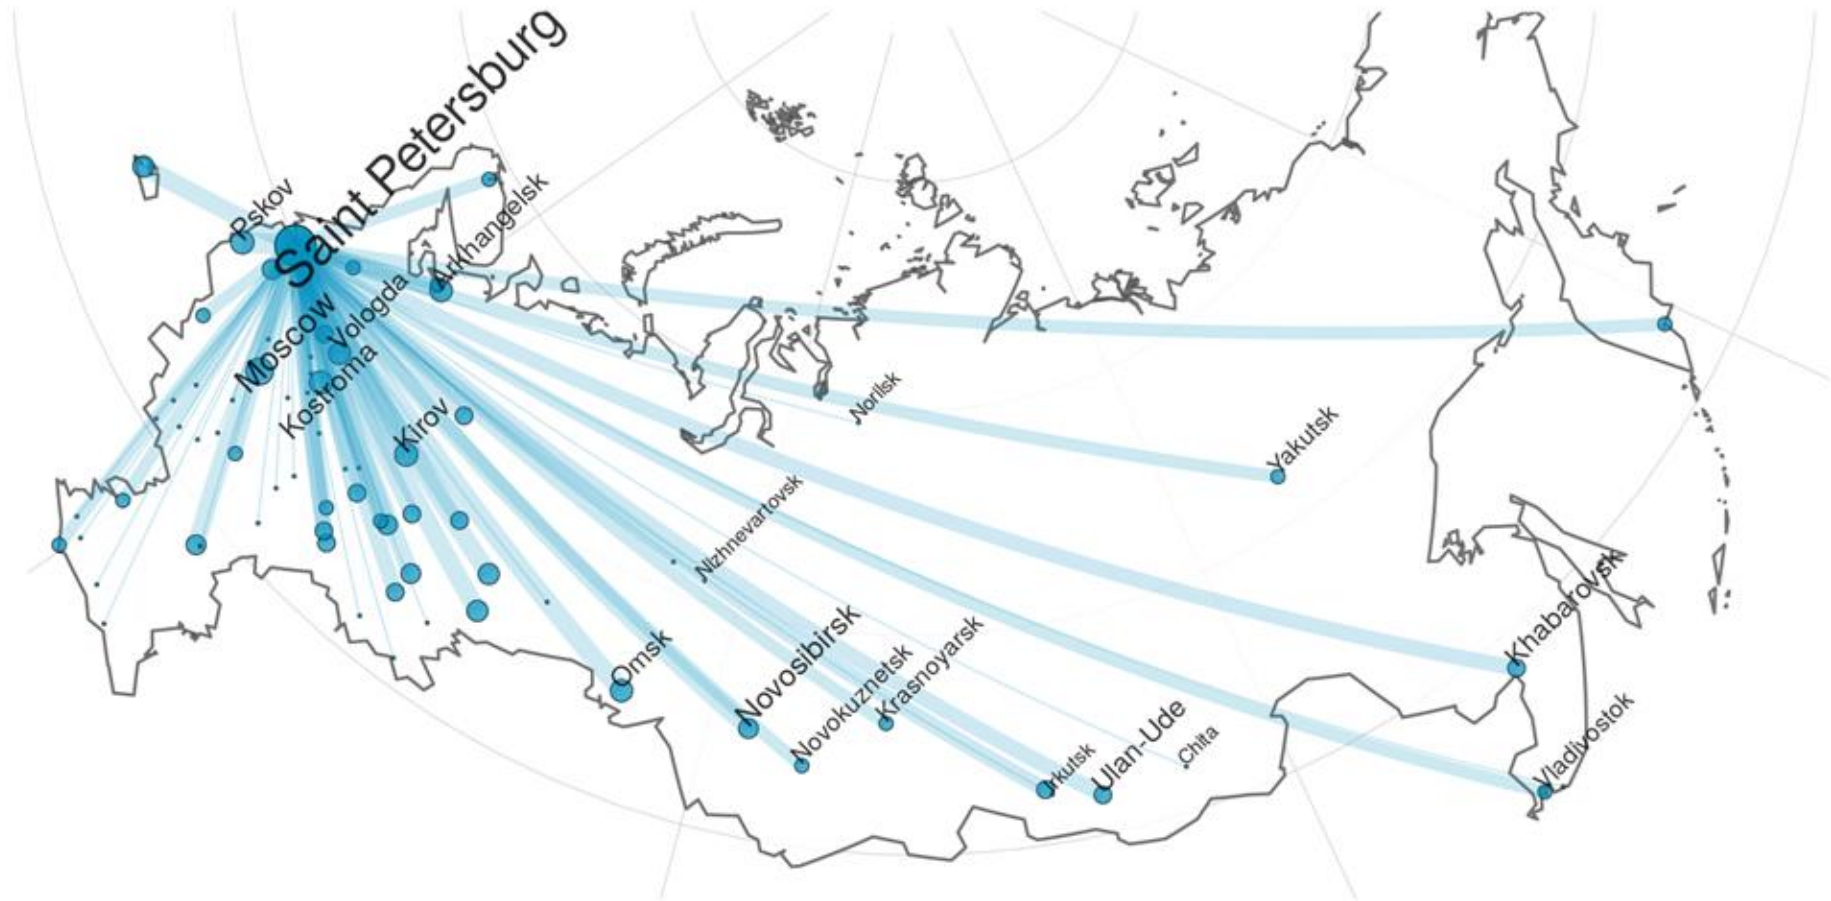 Saint Petersburg
Pskov
Arkhangelsk
Vologda
Moscow
Kostroma
Kirov
Norilsk
Yakutsk
Nizhnevartovsk
Khabarovsk
Omsk
Novosibirsk
Novokuznetsk
Krasnoyarsk
Irkutsk
Ulan-Ude
Chita
Vladivostok